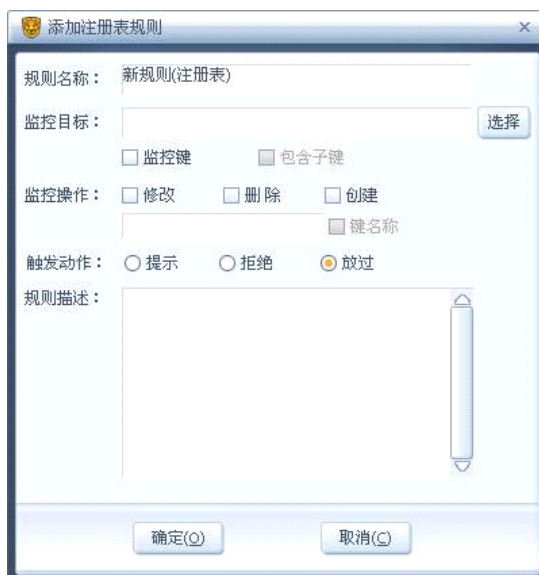 添加注册表规则
规则名称： 新规则(注册表)
监控目标： 选择
监控键 包含子键
监控操作： 修改 删除 创建
键名称
触发动作： 提示 拒绝 放过
规则描述：
确定(O) 取消(C)